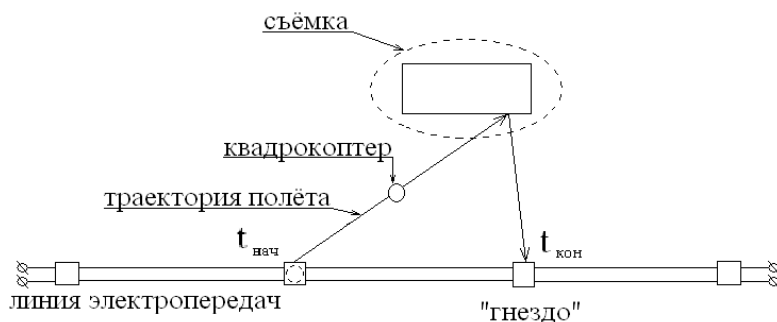 съёмка
квадрокоптер
траектория полёта
t нач
t кон
линия электропередач
"гнездо"